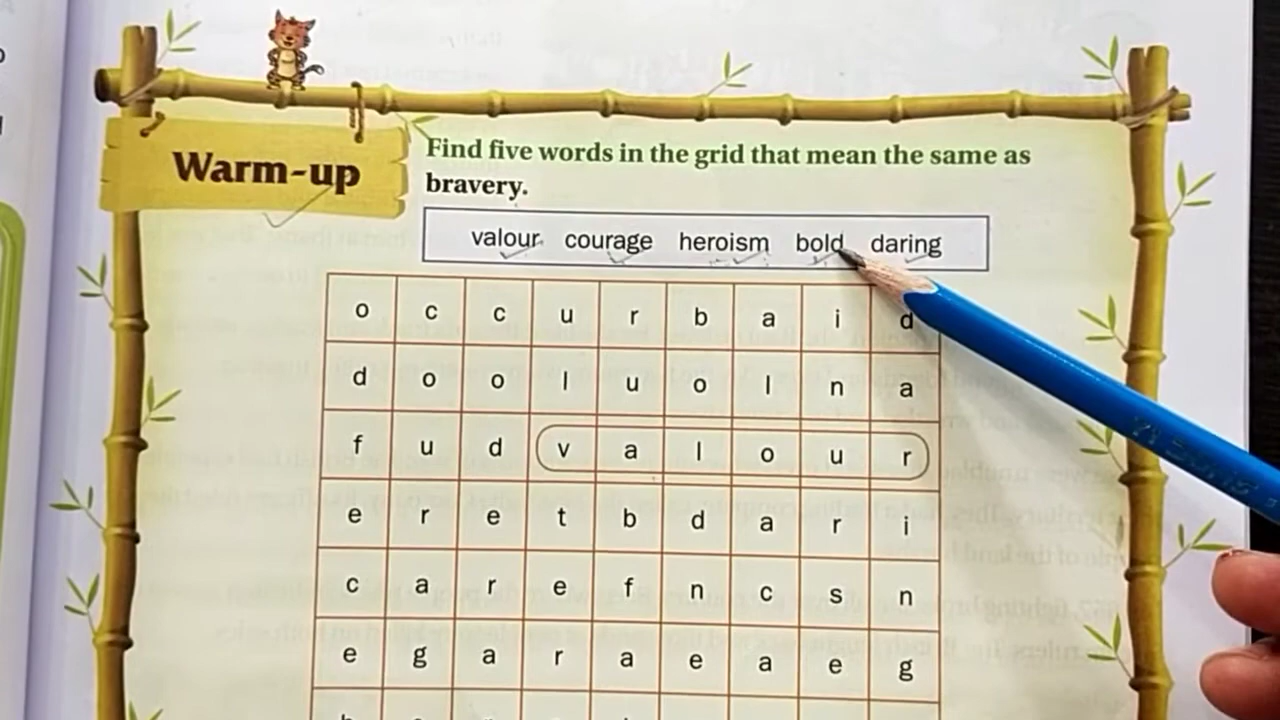 Warm-up
Find five words in the grid that mean the same as
bravery.
valour courage heroism bold daring
o c c u r b a i d
d o o l u o l n a
f u d v a l o u r
e r e t b d a r i
c a r e f n c s n
e g a r a e a e g